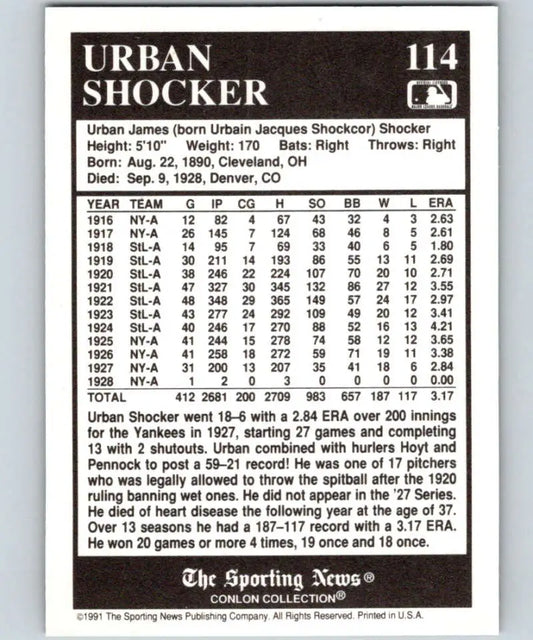 URBAN
SHOCKER
114
Urban James (born Urbain Jacques Shockcor) Shocker
Height: 5'10" Weight: 170 Bats: Right Throws: Right
Born: Aug. 22, 1890, Cleveland, OH
Died: Sep. 9, 1928, Denver, CO
YEAR TEAM G IP CG H SO BB W L ERA
1916 NY-A 12 82 4 67 43 32 4 3 2.63
1917 NY-A 26 145 7 124 68 46 8 5 2.61
1918 StL-A 14 95 7 69 33 40 6 5 1.80
1919 StL-A 30 211 14 193 86 55 13 11 2.69
1920 StL-A 38 246 22 224 107 70 20 10 2.71
1921 StL-A 47 327 30 345 132 86 27 12 3.55
1922 StL-A 48 348 29 365 149 57 24 17 2.97
1923 StL-A 43 277 24 292 109 49 20 12 3.41
1924 StL-A 40 246 17 270 88 52 16 13 4.21
1925 NY-A 41 244 15 278 74 58 12 12 3.65
1926 NY-A 41 258 18 272 59 71 19 11 3.38
1927 NY-A 31 200 13 207 35 41 18 6 2.84
1928 NY-A 1 2 0 3 0 0 0 0 0.00
TOTAL 412 2681 200 2709 983 657 187 117 3.17
Urban Shocker went 18–6 with a 2.84 ERA over 200 innings
for the Yankees in 1927, starting 27 games and completing
13 with 2 shutouts. Urban combined with hurlers Hoyt and
Pennock to post a 59–21 record! He was one of 17 pitchers
who was legally allowed to throw the spitball after the 1920
ruling banning wet ones. He did not appear in the '27 Series.
He died of heart disease the following year at the age of 37.
Over 13 seasons he had a 187–117 record with a 3.17 ERA.
He won 20 games or more 4 times, 19 once and 18 once.
The Sporting News®
CONLON COLLECTION®
©1991 The Sporting News Publishing Company. All Rights Reserved. Printed in U.S.A.